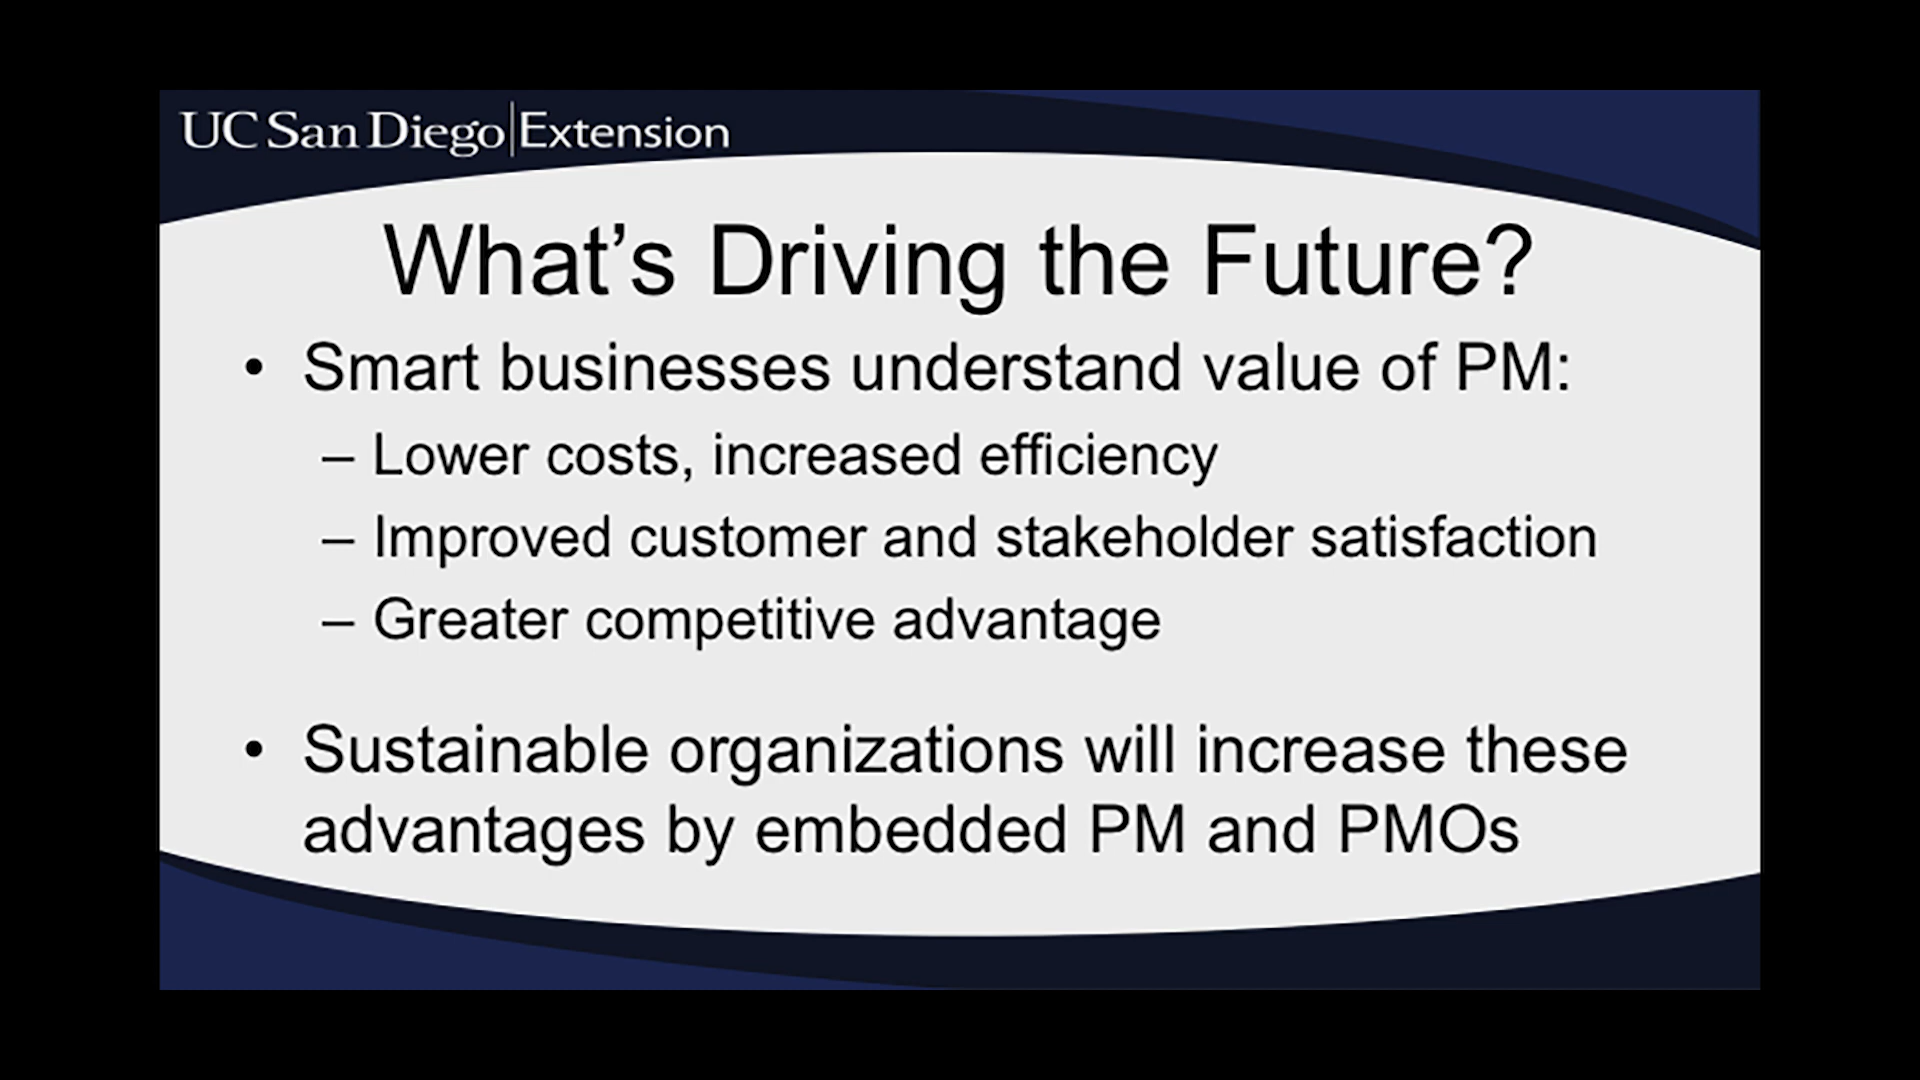 UC San Diego|Extension
What’s Driving the Future?
• Smart businesses understand value of PM:
– Lower costs, increased efficiency
– Improved customer and stakeholder satisfaction
– Greater competitive advantage
• Sustainable organizations will increase these
advantages by embedded PM and PMOs